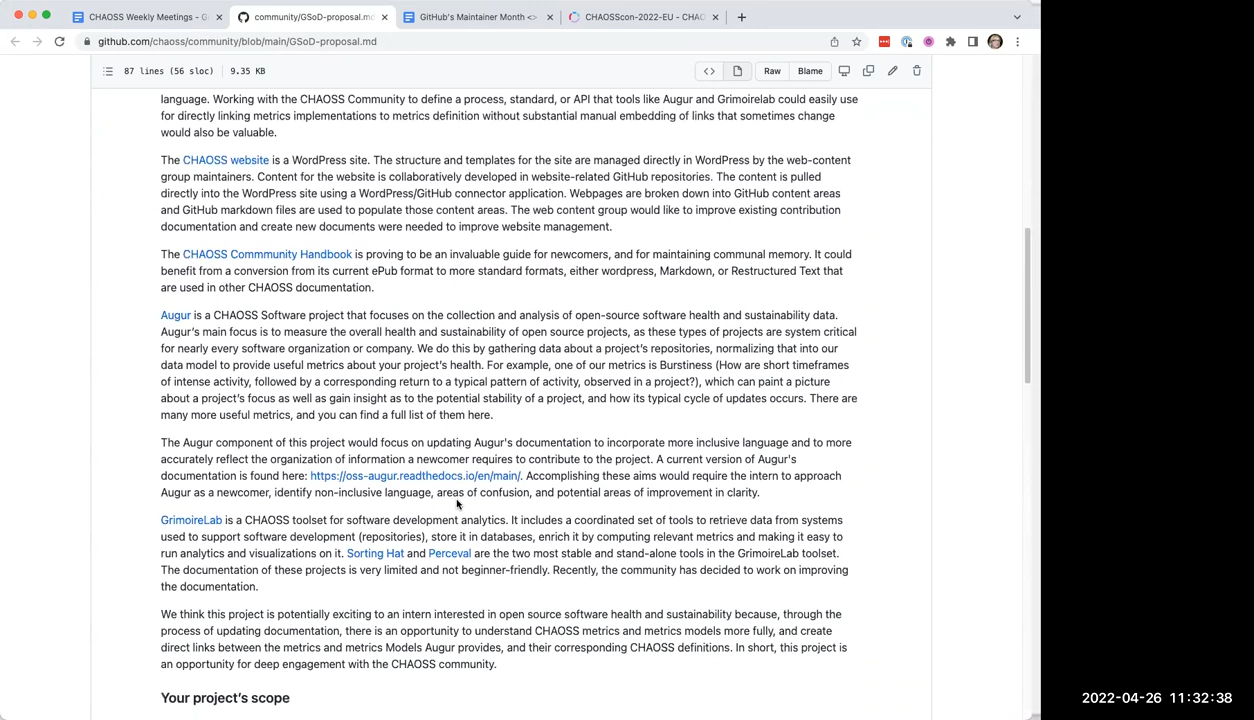 CHAOSS Weekly Meetings - G
community/GSoD-proposal.md
GitHub's Maintainer Month <>
CHAOSScon-2022-EU - CHAO
github.com/chaoss/community/blob/main/GSoD-proposal.md
87 lines (56 sloc) 9.35 KB
Raw
Blame
language. Working with the CHAOSS Community to define a process, standard, or API that tools like Augur and Grimoirelab could easily use
for directly linking metrics implementations to metrics definition without substantial manual embedding of links that sometimes change
would also be valuable.
The CHAOSS website is a WordPress site. The structure and templates for the site are managed directly in WordPress by the web-content
group maintainers. Content for the website is collaboratively developed in website-related GitHub repositories. The content is pulled
directly into the WordPress site using a WordPress/GitHub connector application. Webpages are broken down into GitHub content areas
and GitHub markdown files are used to populate those content areas. The web content group would like to improve existing contribution
documentation and create new documents were needed to improve website management.
The CHAOSS Commmunity Handbook is proving to be an invaluable guide for newcomers, and for maintaining communal memory. It could
benefit from a conversion from its current ePub format to more standard formats, either wordpress, Markdown, or Restructured Text that
are used in other CHAOSS documentation.
Augur is a CHAOSS Software project that focuses on the collection and analysis of open-source software health and sustainability data.
Augur's main focus is to measure the overall health and sustainability of open source projects, as these types of projects are system critical
for nearly every software organization or company. We do this by gathering data about a project's repositories, normalizing that into our
data model to provide useful metrics about your project's health. For example, one of our metrics is Burstiness (How are short timeframes
of intense activity, followed by a corresponding return to a typical pattern of activity, observed in a project?), which can paint a picture
about a project's focus as well as gain insight as to the potential stability of a project, and how its typical cycle of updates occurs. There are
many more useful metrics, and you can find a full list of them here.
The Augur component of this project would focus on updating Augur's documentation to incorporate more inclusive language and to more
accurately reflect the organization of information a newcomer requires to contribute to the project. A current version of Augur's
documentation is found here: https://oss-augur.readthedocs.io/en/main/. Accomplishing these aims would require the intern to approach
Augur as a newcomer, identify non-inclusive language, areas of confusion, and potential areas of improvement in clarity.
GrimoireLab is a CHAOSS toolset for software development analytics. It includes a coordinated set of tools to retrieve data from systems
used to support software development (repositories), store it in databases, enrich it by computing relevant metrics and making it easy to
run analytics and visualizations on it. Sorting Hat and Perceval are the two most stable and stand-alone tools in the GrimoireLab toolset.
The documentation of these projects is very limited and not beginner-friendly. Recently, the community has decided to work on improving
the documentation.
We think this project is potentially exciting to an intern interested in open source software health and sustainability because, through the
process of updating documentation, there is an opportunity to understand CHAOSS metrics and metrics models more fully, and create
direct links between the metrics and metrics Models Augur provides, and their corresponding CHAOSS definitions. In short, this project is
an opportunity for deep engagement with the CHAOSS community.
Your project's scope
2022-04-26 11:32:38